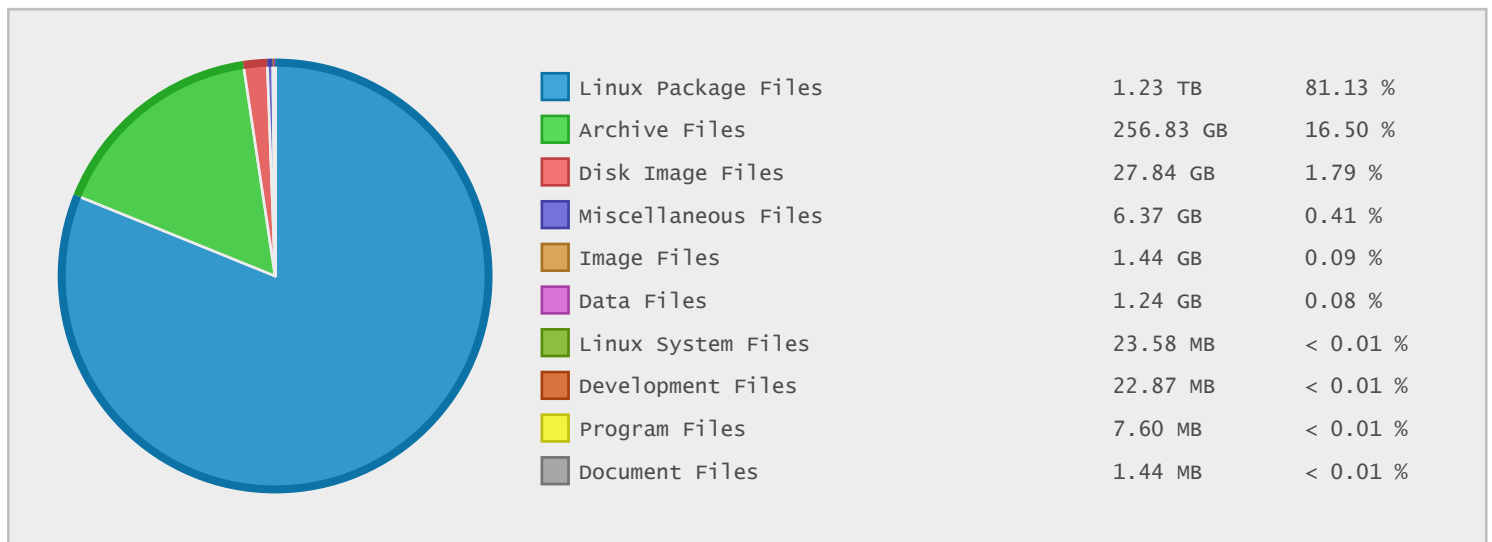 Linux Package Files 1.23 TB 81.13 %
Archive Files 256.83 GB 16.50 %
Disk Image Files 27.84 GB 1.79 %
Miscellaneous Files 6.37 GB 0.41 %
Image Files 1.44 GB 0.09 %
Data Files 1.24 GB 0.08 %
Linux System Files 23.58 MB < 0.01 %
Development Files 22.87 MB < 0.01 %
Program Files 7.60 MB < 0.01 %
Document Files 1.44 MB < 0.01 %